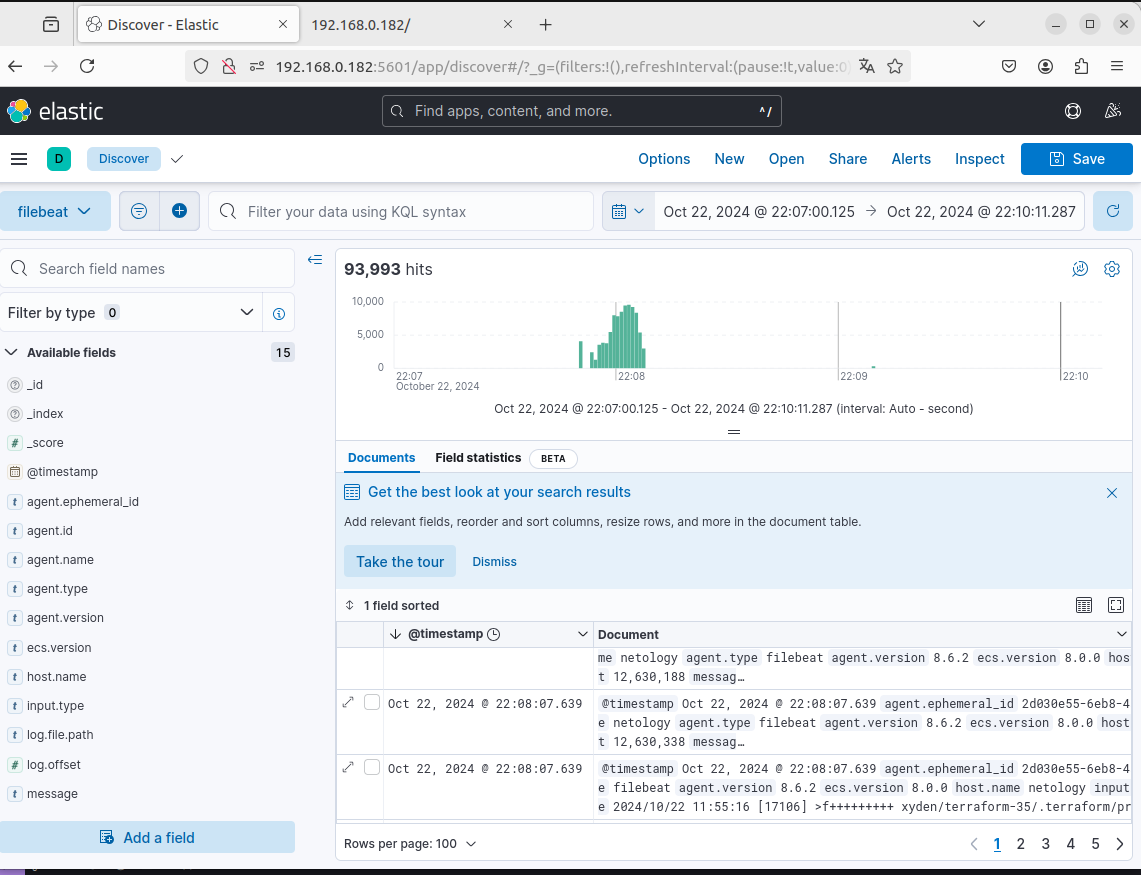 Discover - Elastic
192.168.0.182/
192.168.0.182:5601/app/discover#/?_g=(filters:!(),refreshInterval:(pause:!t,value:0)
elastic
Find apps, content, and more.
^/
D
Discover
Options
New
Open
Share
Alerts
Inspect
Save
filebeat
Filter your data using KQL syntax
Oct 22, 2024 @ 22:07:00.125 → Oct 22, 2024 @ 22:10:11.287
Search field names
Filter by type 0
Available fields 15
_id
_index
# _score
@timestamp
t agent.ephemeral_id
t agent.id
t agent.name
t agent.type
t agent.version
t ecs.version
t host.name
t input.type
t log.file.path
# log.offset
t message
Add a field
93,993 hits
10,000
5,000
0
22:07
October 22, 2024
22:08
22:09
22:10
Oct 22, 2024 @ 22:07:00.125 - Oct 22, 2024 @ 22:10:11.287 (interval: Auto - second)
Documents
Field statistics
BETA
Get the best look at your search results
Add relevant fields, reorder and sort columns, resize rows, and more in the document table.
Take the tour
Dismiss
1 field sorted
@timestamp
Document
me netology agent.type filebeat agent.version 8.6.2 ecs.version 8.0.0 hos
t 12,630,188 messag…
Oct 22, 2024 @ 22:08:07.639
@timestamp Oct 22, 2024 @ 22:08:07.639 agent.ephemeral_id 2d030e55-6eb8-4
e netology agent.type filebeat agent.version 8.6.2 ecs.version 8.0.0 host
t 12,630,338 messag…
Oct 22, 2024 @ 22:08:07.639
@timestamp Oct 22, 2024 @ 22:08:07.639 agent.ephemeral_id 2d030e55-6eb8-4
e filebeat agent.version 8.6.2 ecs.version 8.0.0 host.name netology input
e 2024/10/22 11:55:16 [17106] >f+++++++++ xyden/terraform-35/.terraform/pr
Rows per page: 100
1 2 3 4 5